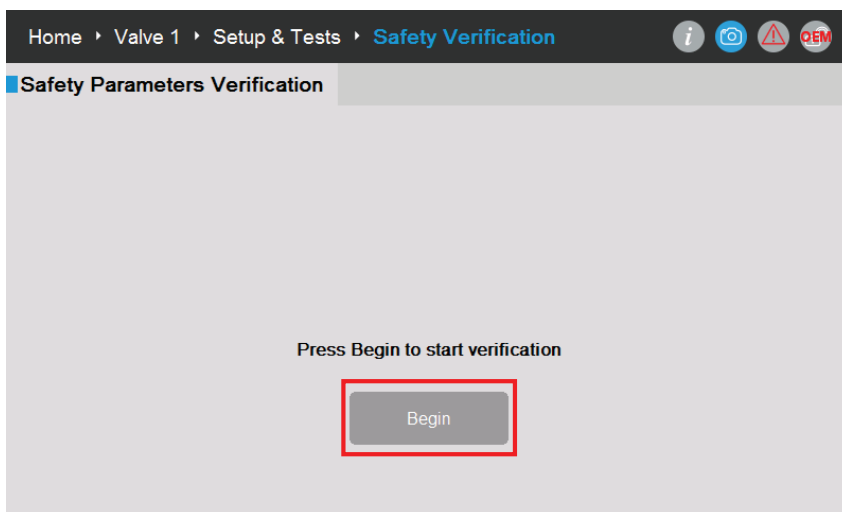 Home ‣ Valve 1 ‣ Setup & Tests ‣ Safety Verification
i OEM
Safety Parameters Verification
Press Begin to start verification
Begin